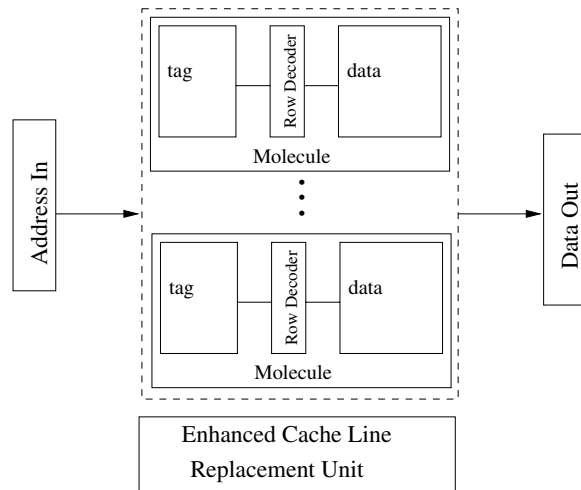 tag
Row Decoder
data
Molecule
Address In
Data Out
tag
Row Decoder
data
Molecule
Enhanced Cache Line
Replacement Unit